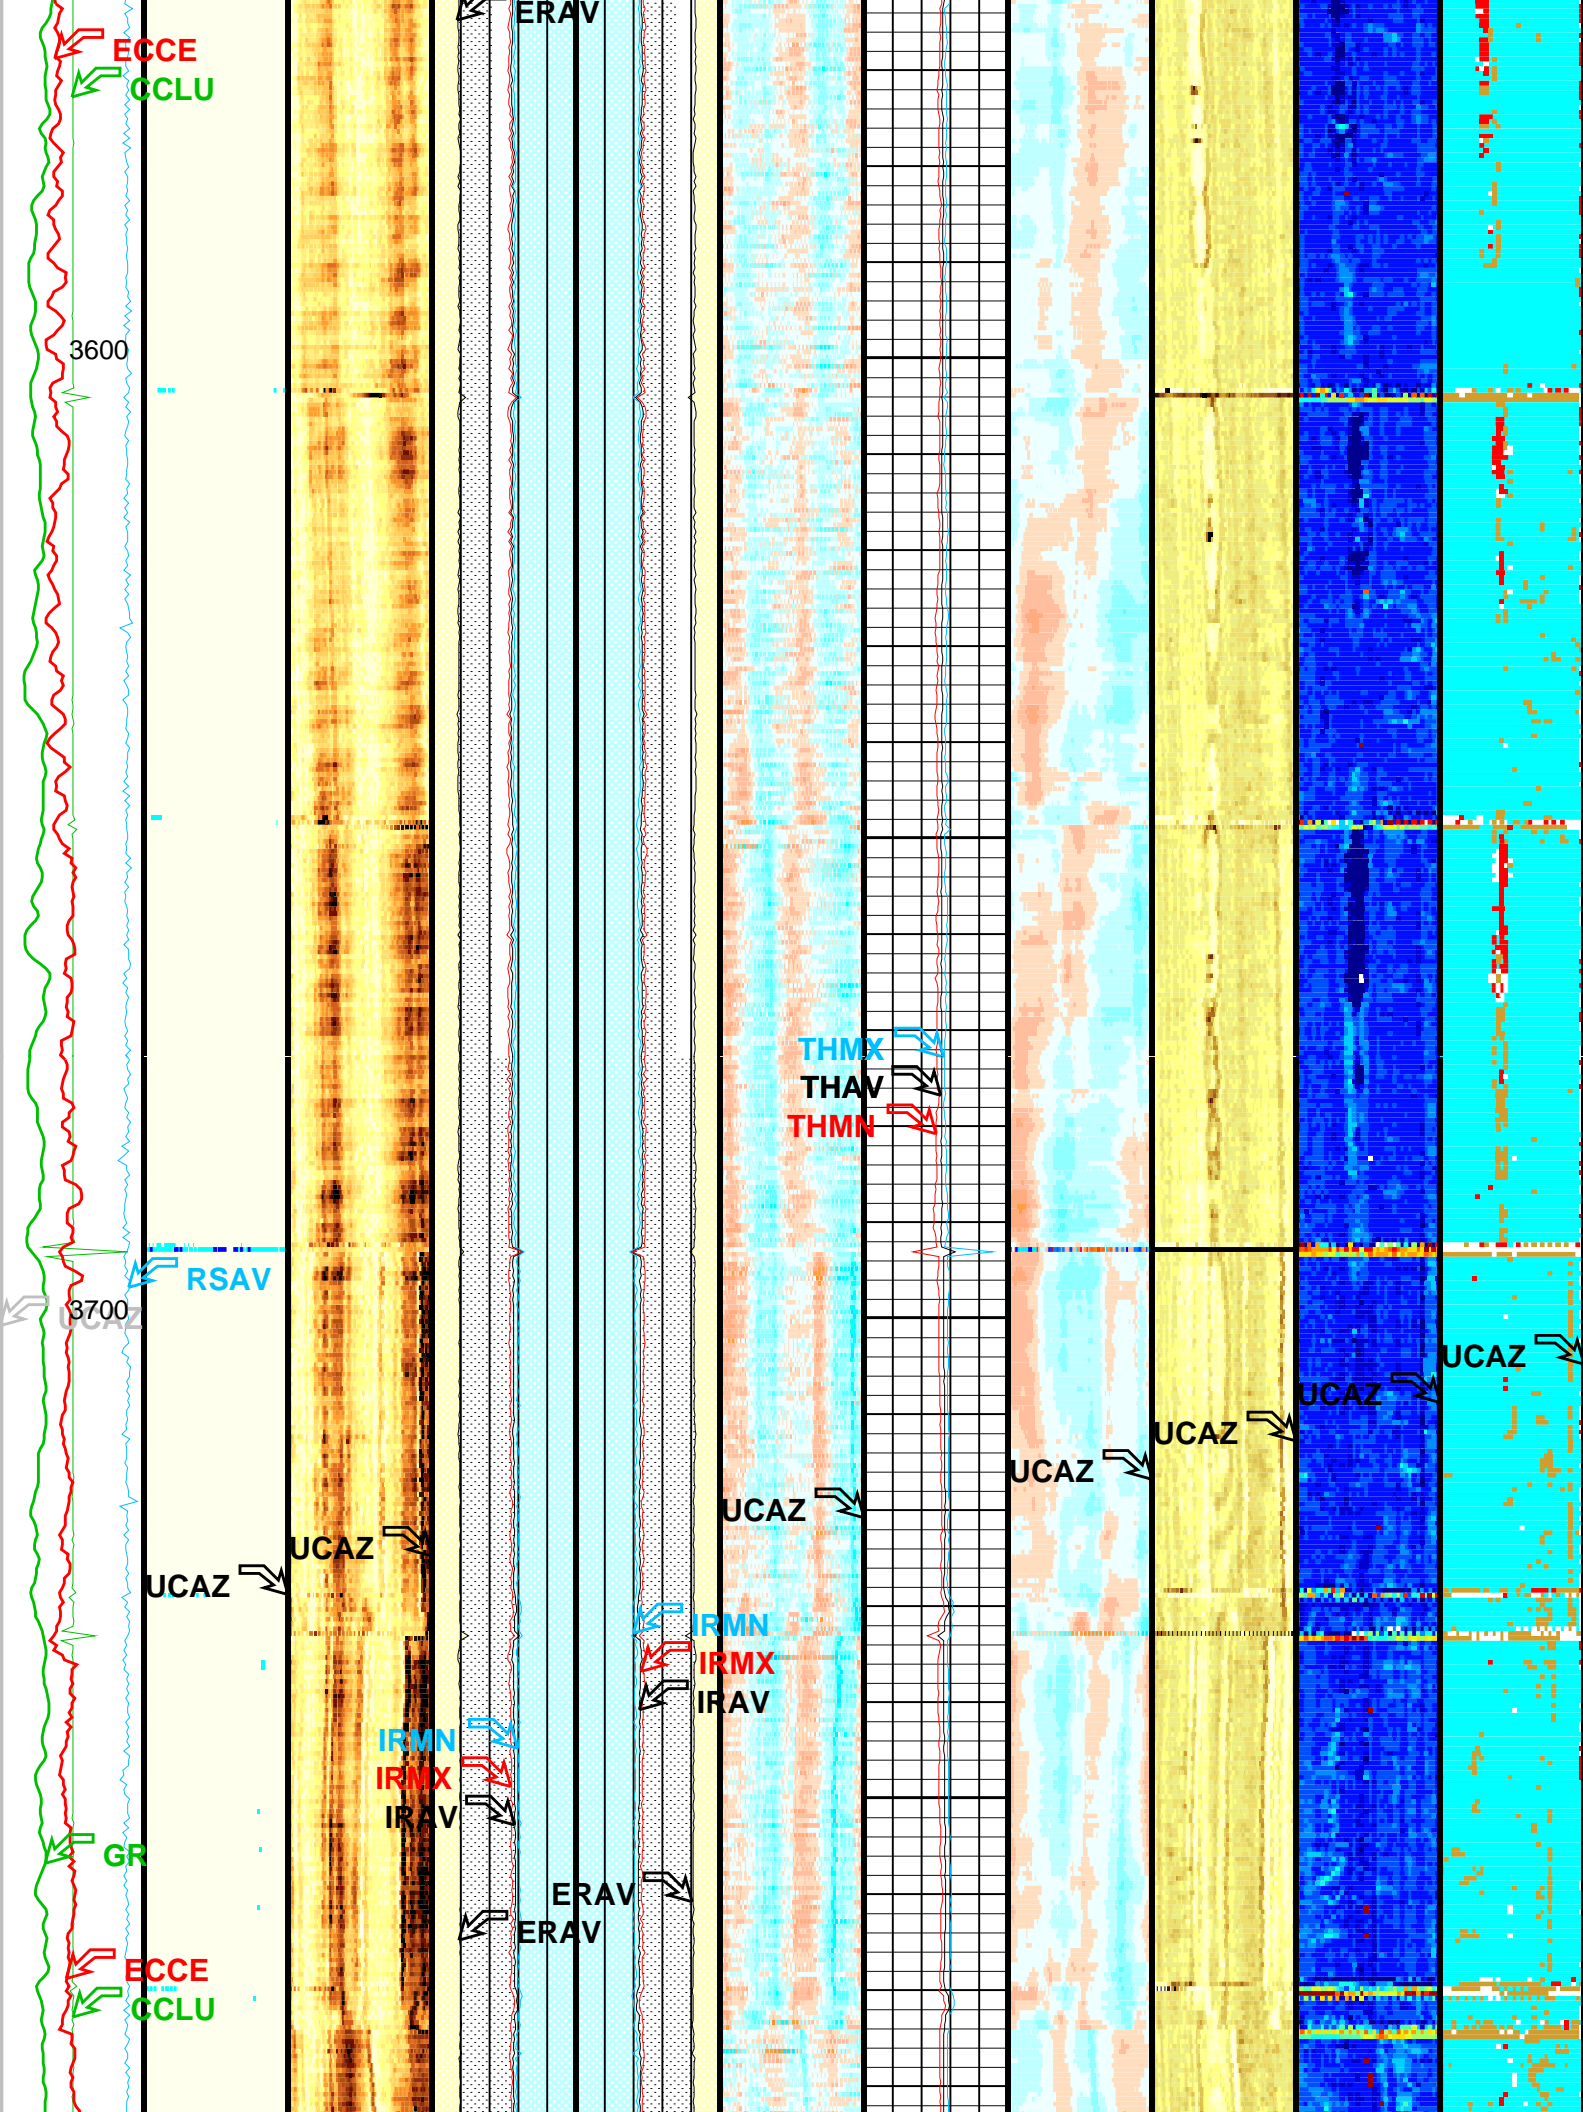 ERAV
ECCE
CCLU
3600
THMX
THAV
THMN
RSAV
3700
UCAZ
UCAZ
UCAZ
UCAZ
UCAZ
UCAZ
UCAZ
UCAZ
IRMN
IRMX
IRAV
IRMN
IRMX
IRAV
GR
ERAV
ERAV
ECCE
CCLU